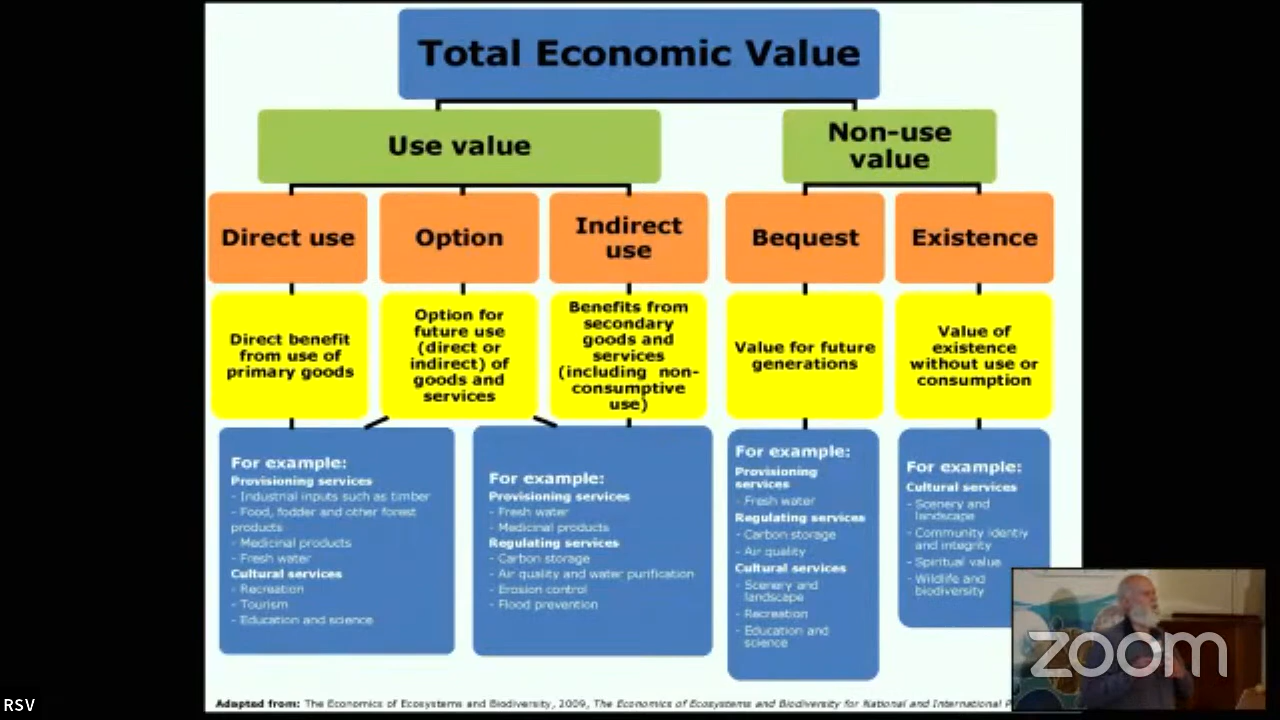 Total Economic Value
Use value
Non-use
value
Direct use
Option
Indirect
use
Bequest
Existence
Direct benefit
from use of
primary goods
Option for
future use
(direct or
indirect) of
goods and
services
Benefits from
secondary
goods and
services
(including non-
consumptive
use)
Value for future
generations
Value of
existence
without use or
consumption
For example:
Provisioning services
- Industrial inputs such as timber
- Food, fodder and other forest
products
- Medicinal products
- Fresh water
Cultural services
- Recreation
- Tourism
- Education and science
For example:
Provisioning services
- Fresh water
- Medicinal products
Regulating services
- Carbon storage
- Air quality and water purification
- Erosion control
- Flood prevention
For example:
Provisioning
services
- Fresh water
Regulating services
- Carbon storage
- Air quality
Cultural services
- Scenery and
landscape
- Recreation
- Education and
science
For example:
Cultural services
- Scenery and
landscape
- Community identiy
and integrity
- Spiritual value
- Wildlife and
biodiversity
Adapted from: The Economics of Ecosystems and Biodiversity, 2009, The Economics of Ecosystems and Biodiversity for National and International
RSV
zoom